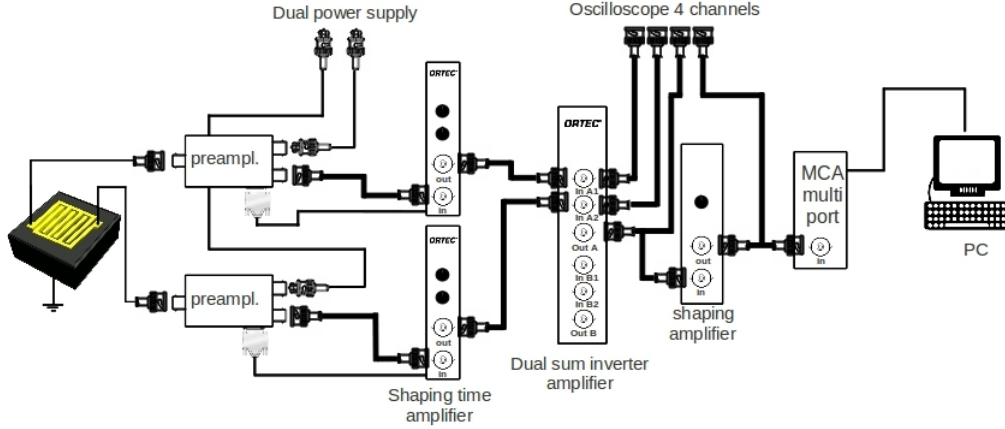 Dual power supply
Oscilloscope 4 channels
ORTEC
out
in
preampl.
ORTEC
in A1
in A2
Out A
in B1
in B2
Out B
out
in
MCA
multi
port
in
PC
ORTEC
out
in
preampl.
Shaping time
amplifier
Dual sum inverter
amplifier
shaping
amplifier